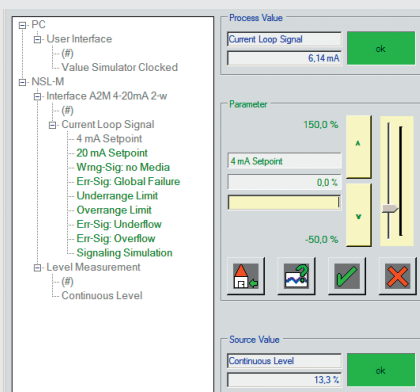 PC
User Interface
(#)
Value Simulator Clocked
NSL-M
Interface A2M 4-20mA 2-w
(#)
Current Loop Signal
4 mA Setpoint
20 mA Setpoint
Wrng-Sig: no Media
Err-Sig: Global Failure
Underrange Limit
Overrange Limit
Err-Sig: Underflow
Err-Sig: Overflow
Signaling Simulation
Level Measurement
(#)
Continuous Level
Process Value
Current Loop Signal
6,14 mA
ok
Parameter
150,0 %
4 mA Setpoint
0,0 %
-50,0 %
Source Value
Continuous Level
13,3 %
ok